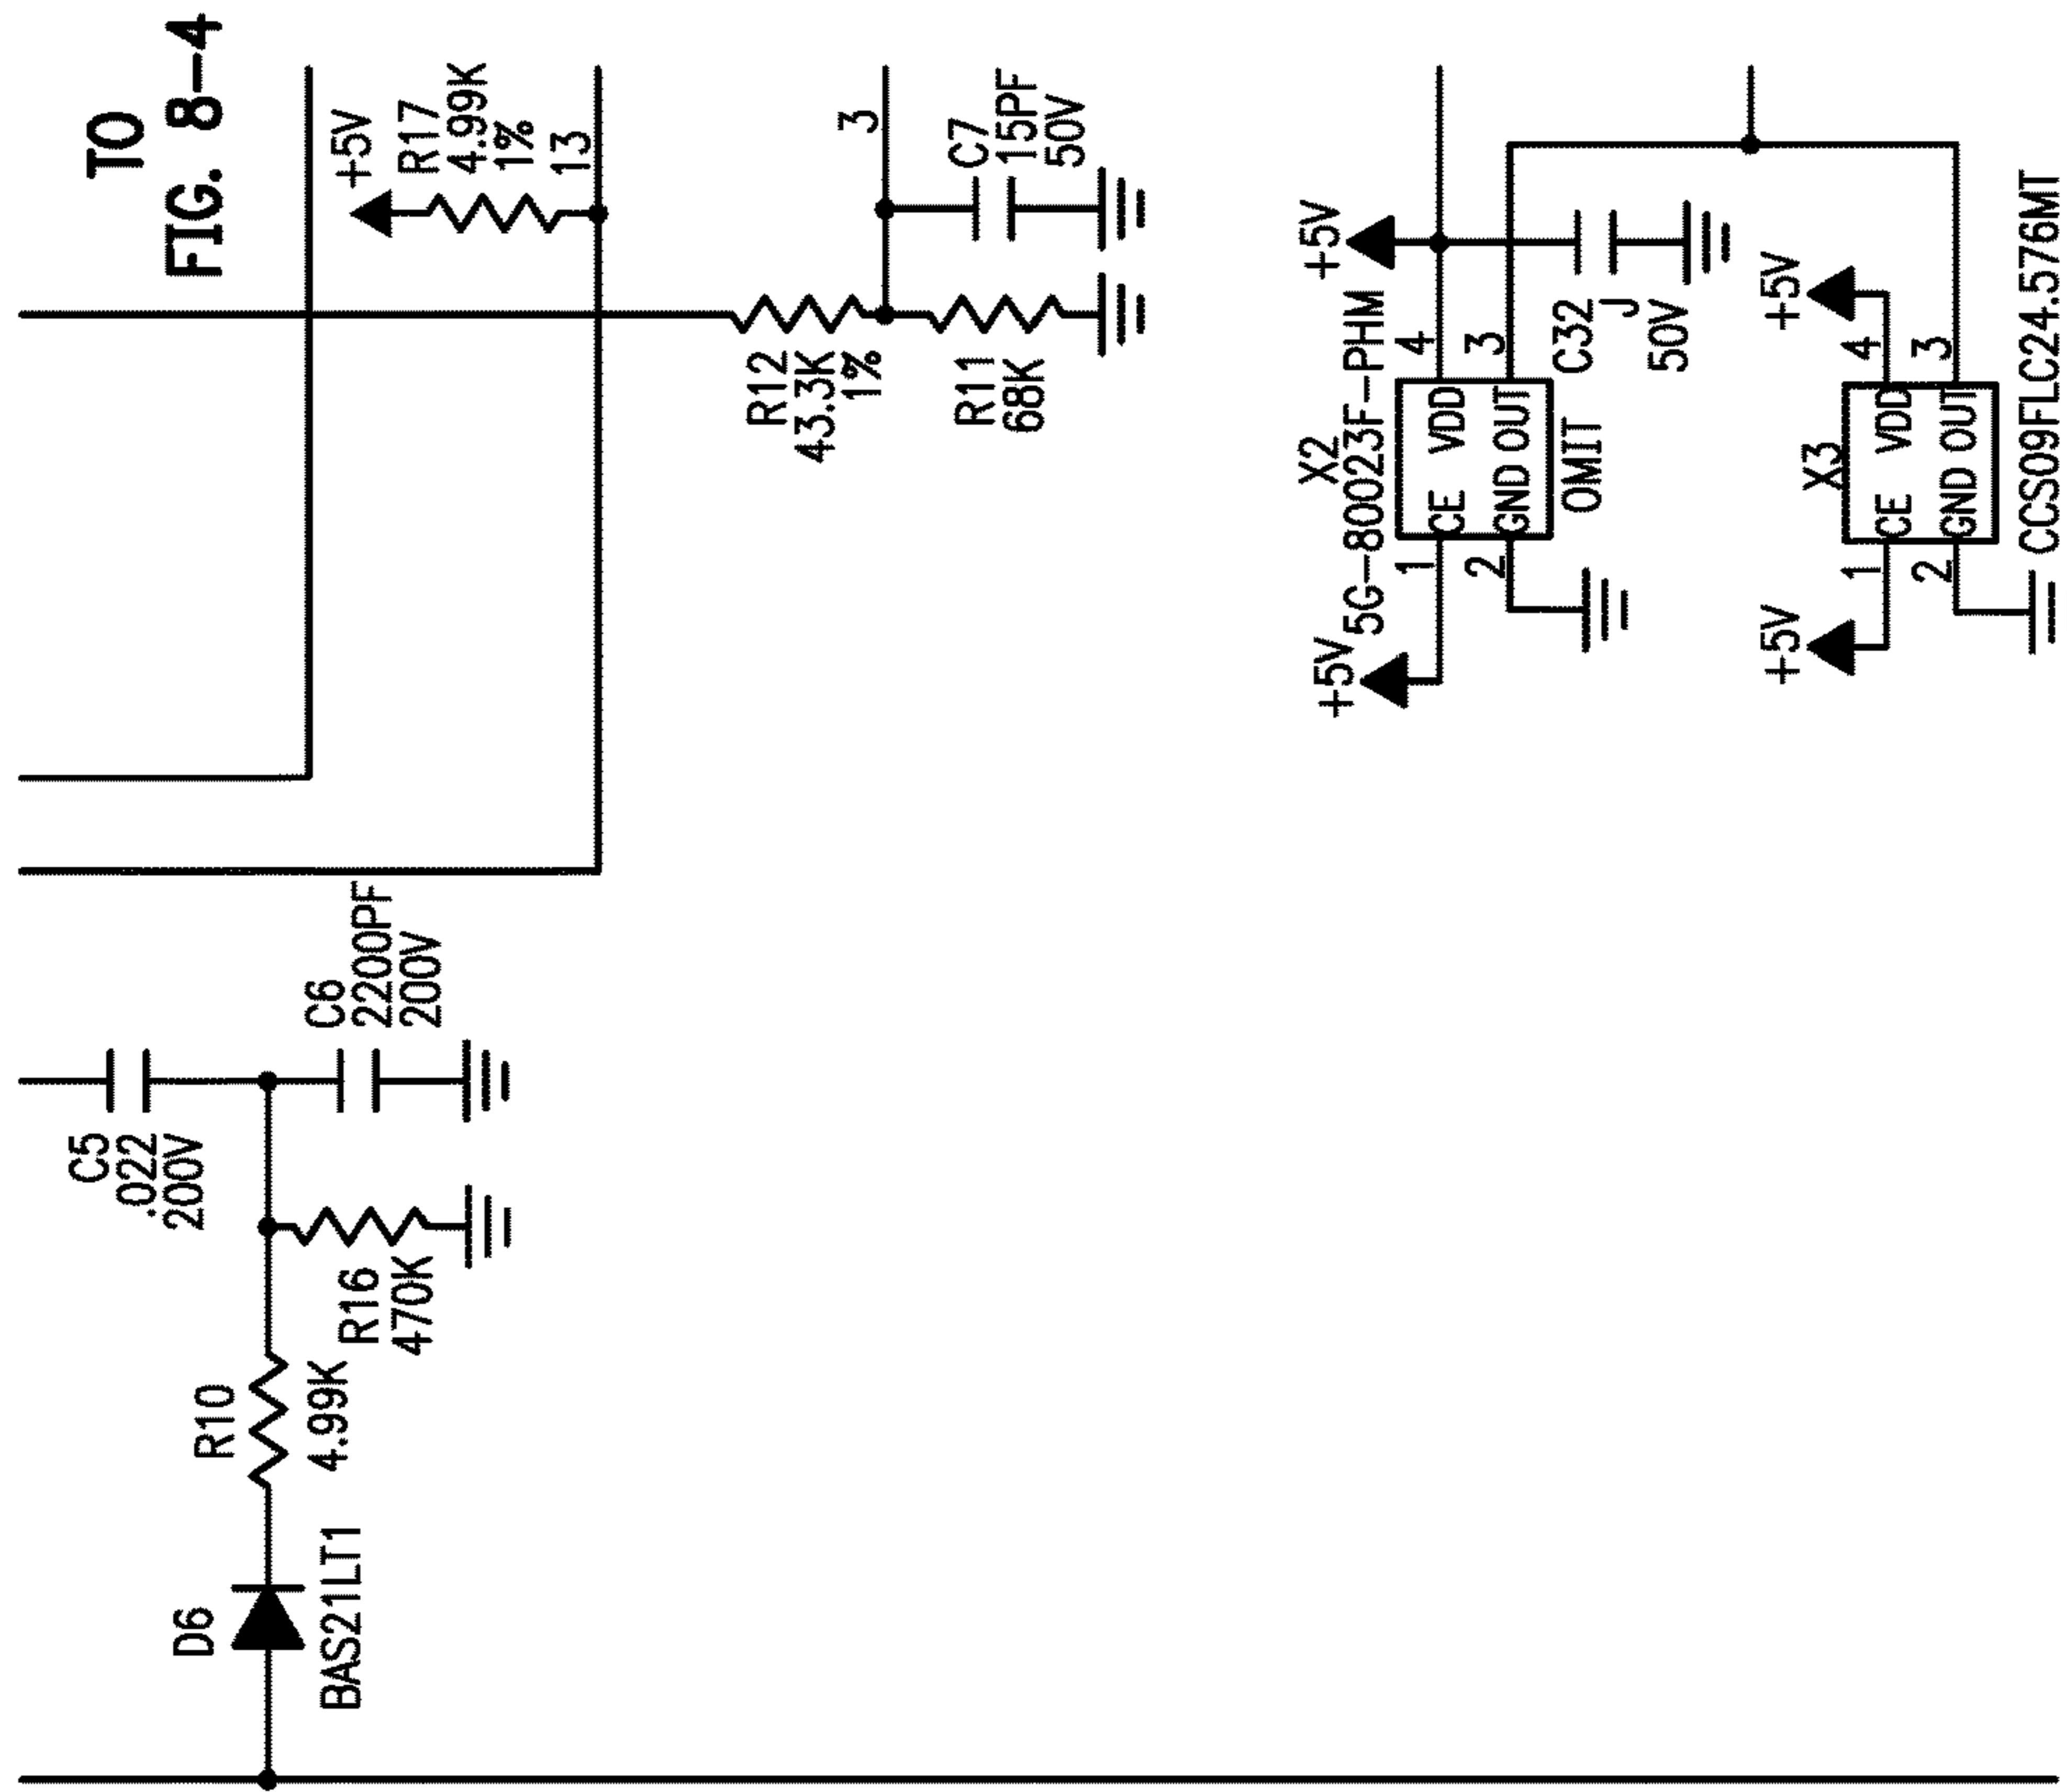 TO
FIG. 8-4
+5V
R17
4.99K
1%
13
3
C7
15PF
50V
R12
43.3K
1%
R11
68K
C5
.022
200V
C6
2200PF
200V
R16
470K
R10
4.99K
D6
BAS21LT1
+5V
X2
5G-80023F-PHM
+5V
1
CE VDD
4
2
GND OUT
3
OMIT
C32
J
50V
+5V
X3
+5V
1
CE VDD
4
2
GND OUT
3
CCS09FLC24.576MT